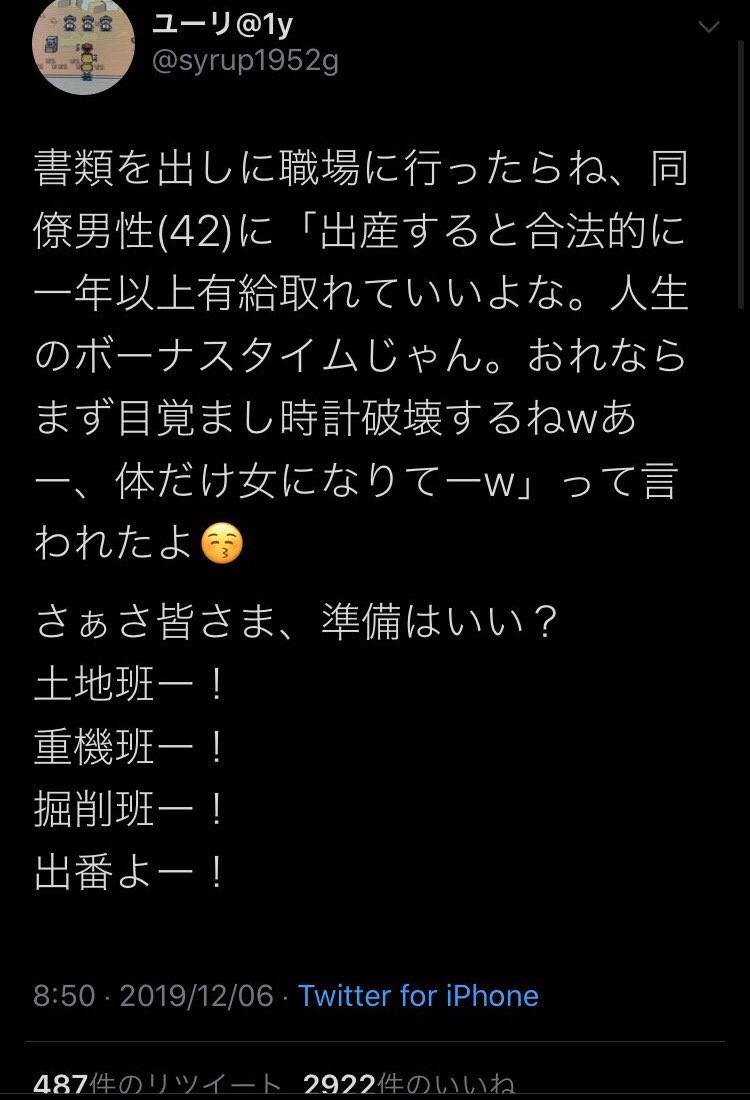 ユーリ@1y
@syrup1952g
書類を出しに職場に行ったらね、同
僚男性(42)に「出産すると合法的に
一年以上有給取れていいよな。人生
のボーナスタイムじゃん。おれなら
まず目覚まし時計破壊するねwあ
ー、体だけ女になりてーw」って言
われたよ😚
さぁさ皆さま、準備はいい？
土地班ー！
重機班ー！
掘削班ー！
出番よー！
8:50 · 2019/12/06 · Twitter for iPhone
487件のリツイート 2922件のいいね